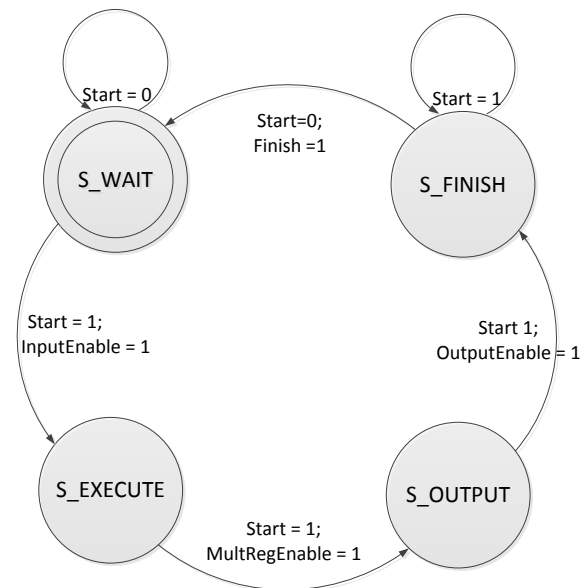 Start = 0
Start = 1
Start=0;
Finish =1
S_WAIT
S_FINISH
Start = 1;
InputEnable = 1
Start 1;
OutputEnable = 1
S_EXECUTE
S_OUTPUT
Start = 1;
MultRegEnable = 1